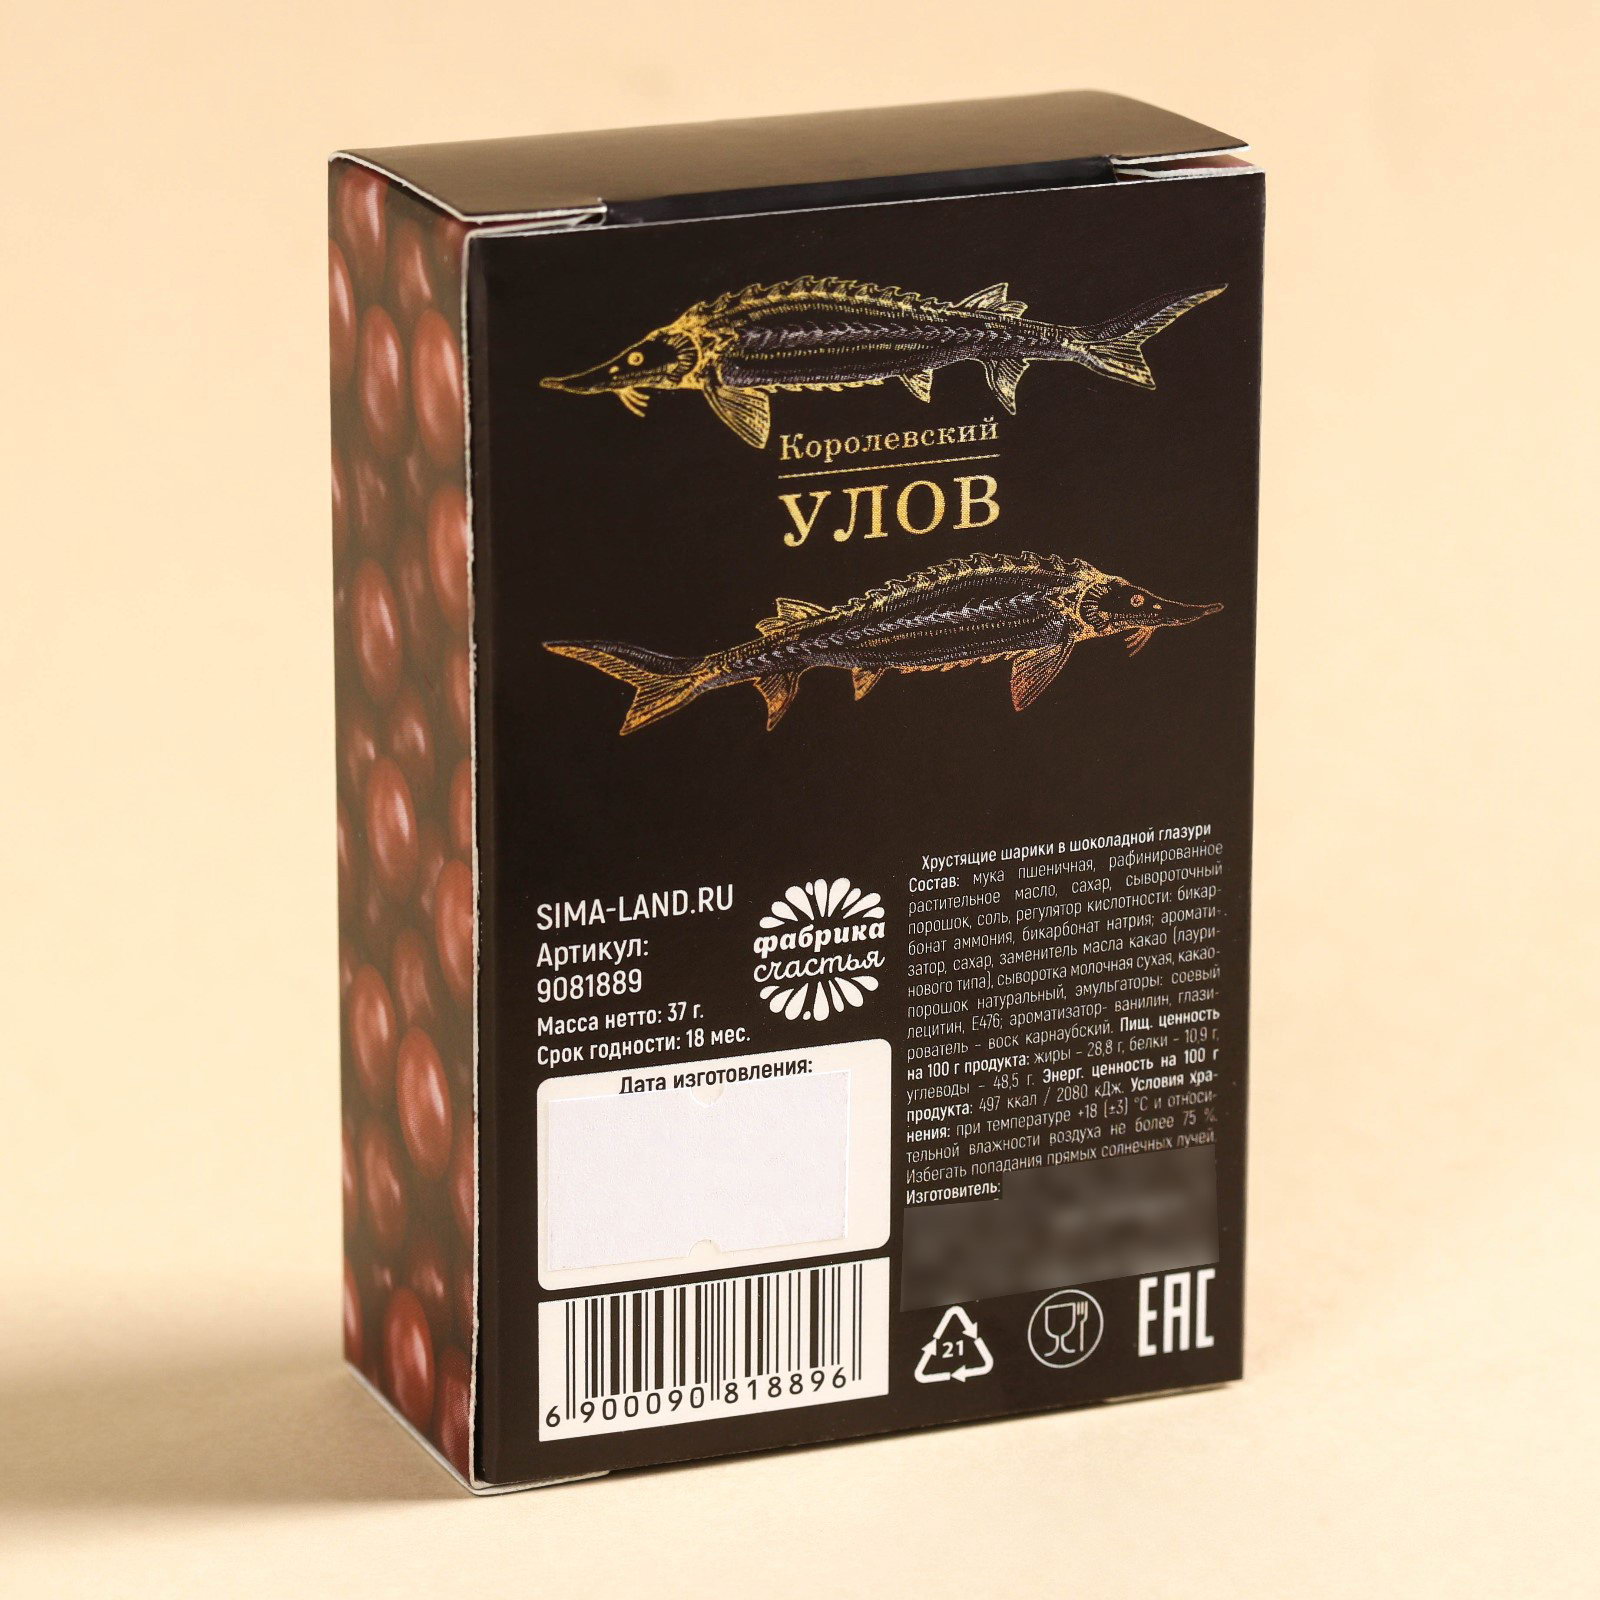 Королевский
УЛОВ
SIMA-LAND.RU
Артикул:
9081889
Масса нетто: 37 г.
Срок годности: 18 мес.
фабрика
счастья
Дата изготовления:
6 900090 818896
Хрустящие шарики в шоколадной глазури
Состав: мука пшеничная, рафинированное
растительное масло, сахар, сывороточный
порошок, соль, регулятор кислотности: бикар-
бонат аммония, бикарбонат натрия; аромати-
затор, сахар, заменитель масла какао (лаури-
нового типа), сыворотка молочная сухая, какао-
порошок натуральный, эмульгаторы: соевый
лецитин, Е476; ароматизатор- ванилин, глази-
рователь – воск карнаубский. Пищ. ценность
на 100 г продукта: жиры – 28,8 г, белки – 10,9 г,
углеводы – 48,5 г. Энерг. ценность на 100 г
продукта: 497 ккал / 2080 кДж. Условия хра-
нения: при температуре +18 (±3) °С и относи-
тельной влажности воздуха не более 75 %.
Избегать попадания прямых солнечных лучей.
Изготовитель:
21
EAC